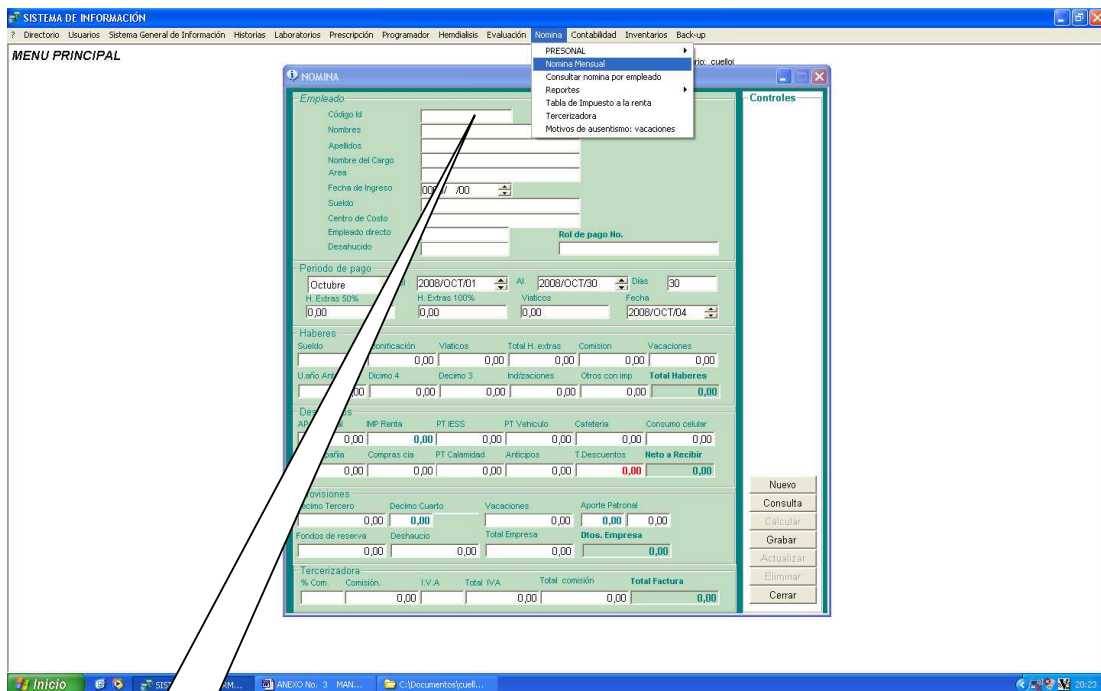 SISTEMA DE INFORMACIÓN
? Directorio Usuarios Sistema General de Información Historias Laboratorios Prescripción Programador Hemdialisis Evaluación Nomina Contabilidad Inventarios Back-up
MENU PRINCIPAL
rio: cuelloi
PRESONAL
Nomina Mensual
Consultar nomina por empleado
Reportes
Tabla de Impuesto a la renta
Tercerizadora
Motivos de ausentismo: vacaciones
NOMINA
Empleado
Código Id
Nombres
Apellidos
Nombre del Cargo
Area
Fecha de Ingreso
Sueldo
Centro de Costo
Empleado directo
Desahucido
Rol de pago No.
Periodo de pago
Octubre 2008/OCT/01 Al 2008/OCT/30 Días 30
H. Extras 50% H. Extras 100% Viaticos Fecha
0,00 0,00 0,00 2008/OCT/04
Haberes
Sueldo Viaticos Total H. extras Comision Vacaciones
0,00 0,00 0,00 0,00 0,00
Dicimo 4 Decimo 3 Ind/zaciones Otros con imp Total Haberes
0,00 0,00 0,00 0,00 0,00
IMP Renta PT IESS PT Vehiculo Cafeteria Consumo celular
0,00 0,00 0,00 0,00 0,00 0,00
Compras cia PT Calamidad Anticipos T.Descuentos Neto a Recibir
0,00 0,00 0,00 0,00 0,00 0,00
Decimo Cuarto Vacaciones Aporte Patronal
0,00 0,00 0,00 0,00 0,00
Fondos de reserva Deshaucio Total Empresa Dtos. Empresa
0,00 0,00 0,00 0,00
Tercerizadora
% Com. Comisión. I.V.A Total IVA Total comisión Total Factura
0,00 0,00 0,00 0,00
Controles
Nuevo
Consulta
Calcular
Grabar
Actualizar
Eliminar
Cerrar
Inicio ANEXO No. 3 MAN... C:\Documentos\cuell... 20:23